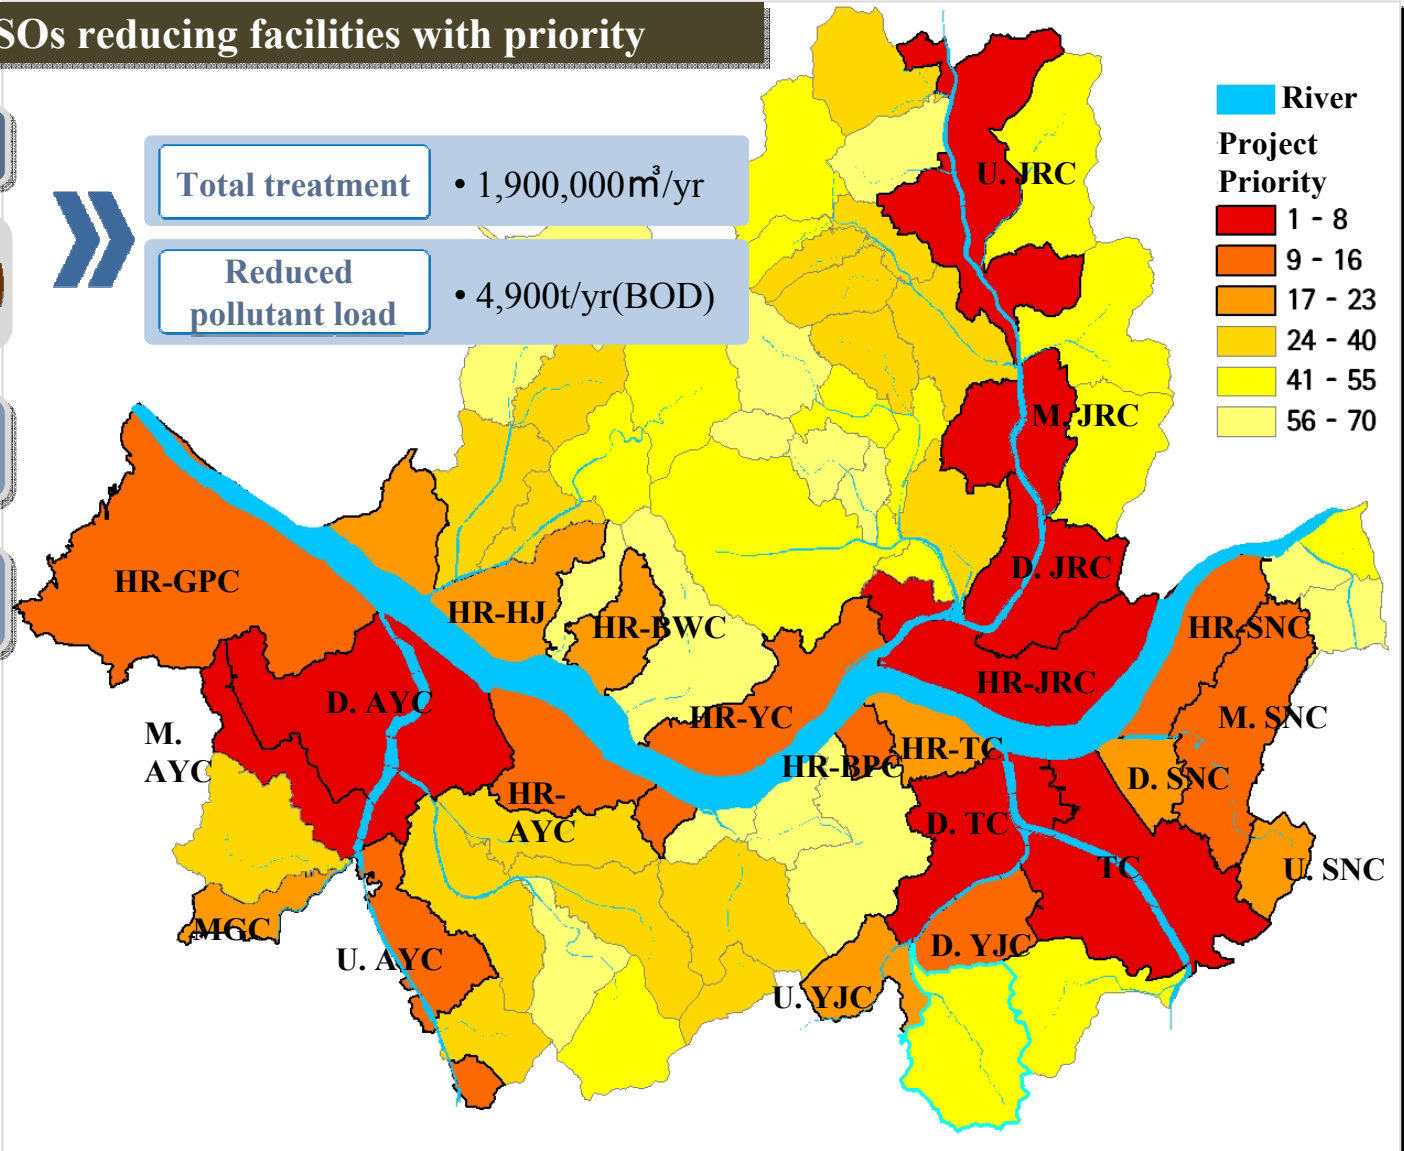 SOs reducing facilities with priority
Total treatment
• 1,900,000㎥/yr
Reduced
pollutant load
• 4,900t/yr(BOD)
River
Project
Priority
1 - 8
9 - 16
17 - 23
24 - 40
41 - 55
56 - 70
U. JRC
M. JRC
D. JRC
HR-GPC
HR-HJ
HR-BWC
HR-SNC
HR-JRC
D. AYC
HR-YC
M. SNC
M.
AYC
HR-TC
HR-BPC
D. SNC
HR-
AYC
D. TC
TC
U. SNC
MGC
D. YJC
U. AYC
U. YJC